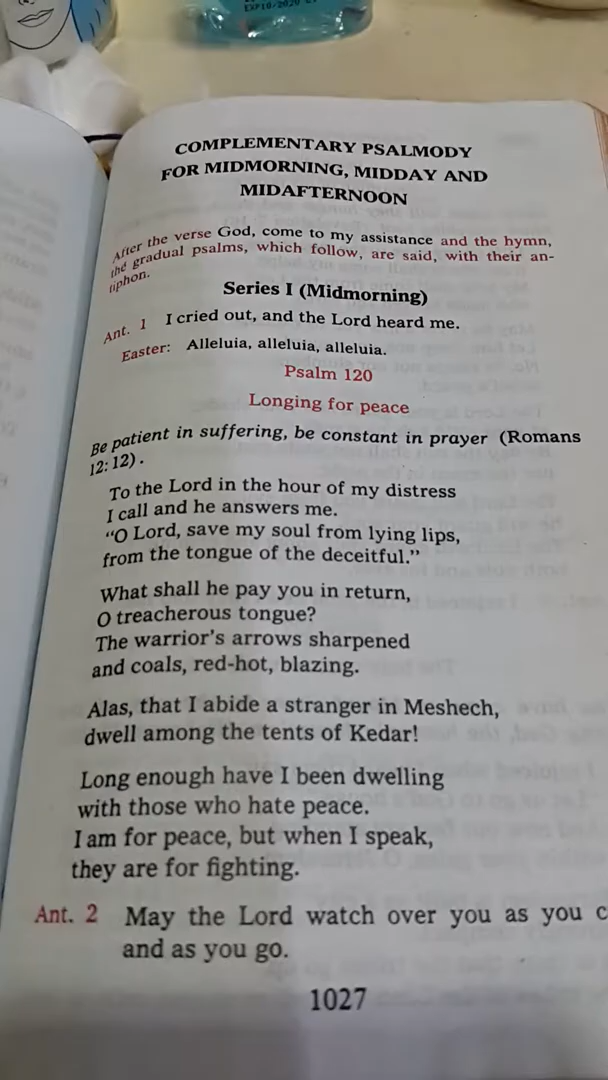 EXP10/2020
COMPLEMENTARY PSALMODY
FOR MIDMORNING, MIDDAY AND
MIDAFTERNOON
After the verse God, come to my assistance and the hymn,
the gradual psalms, which follow, are said, with their an-
tiphon.
Series I (Midmorning)
Ant. 1 I cried out, and the Lord heard me.
Easter: Alleluia, alleluia, alleluia.
Psalm 120
Longing for peace
Be patient in suffering, be constant in prayer (Romans
12:12).
To the Lord in the hour of my distress
I call and he answers me.
“O Lord, save my soul from lying lips,
from the tongue of the deceitful.”
What shall he pay you in return,
O treacherous tongue?
The warrior’s arrows sharpened
and coals, red-hot, blazing.
Alas, that I abide a stranger in Meshech,
dwell among the tents of Kedar!
Long enough have I been dwelling
with those who hate peace.
I am for peace, but when I speak,
they are for fighting.
Ant. 2 May the Lord watch over you as you c
and as you go.
1027